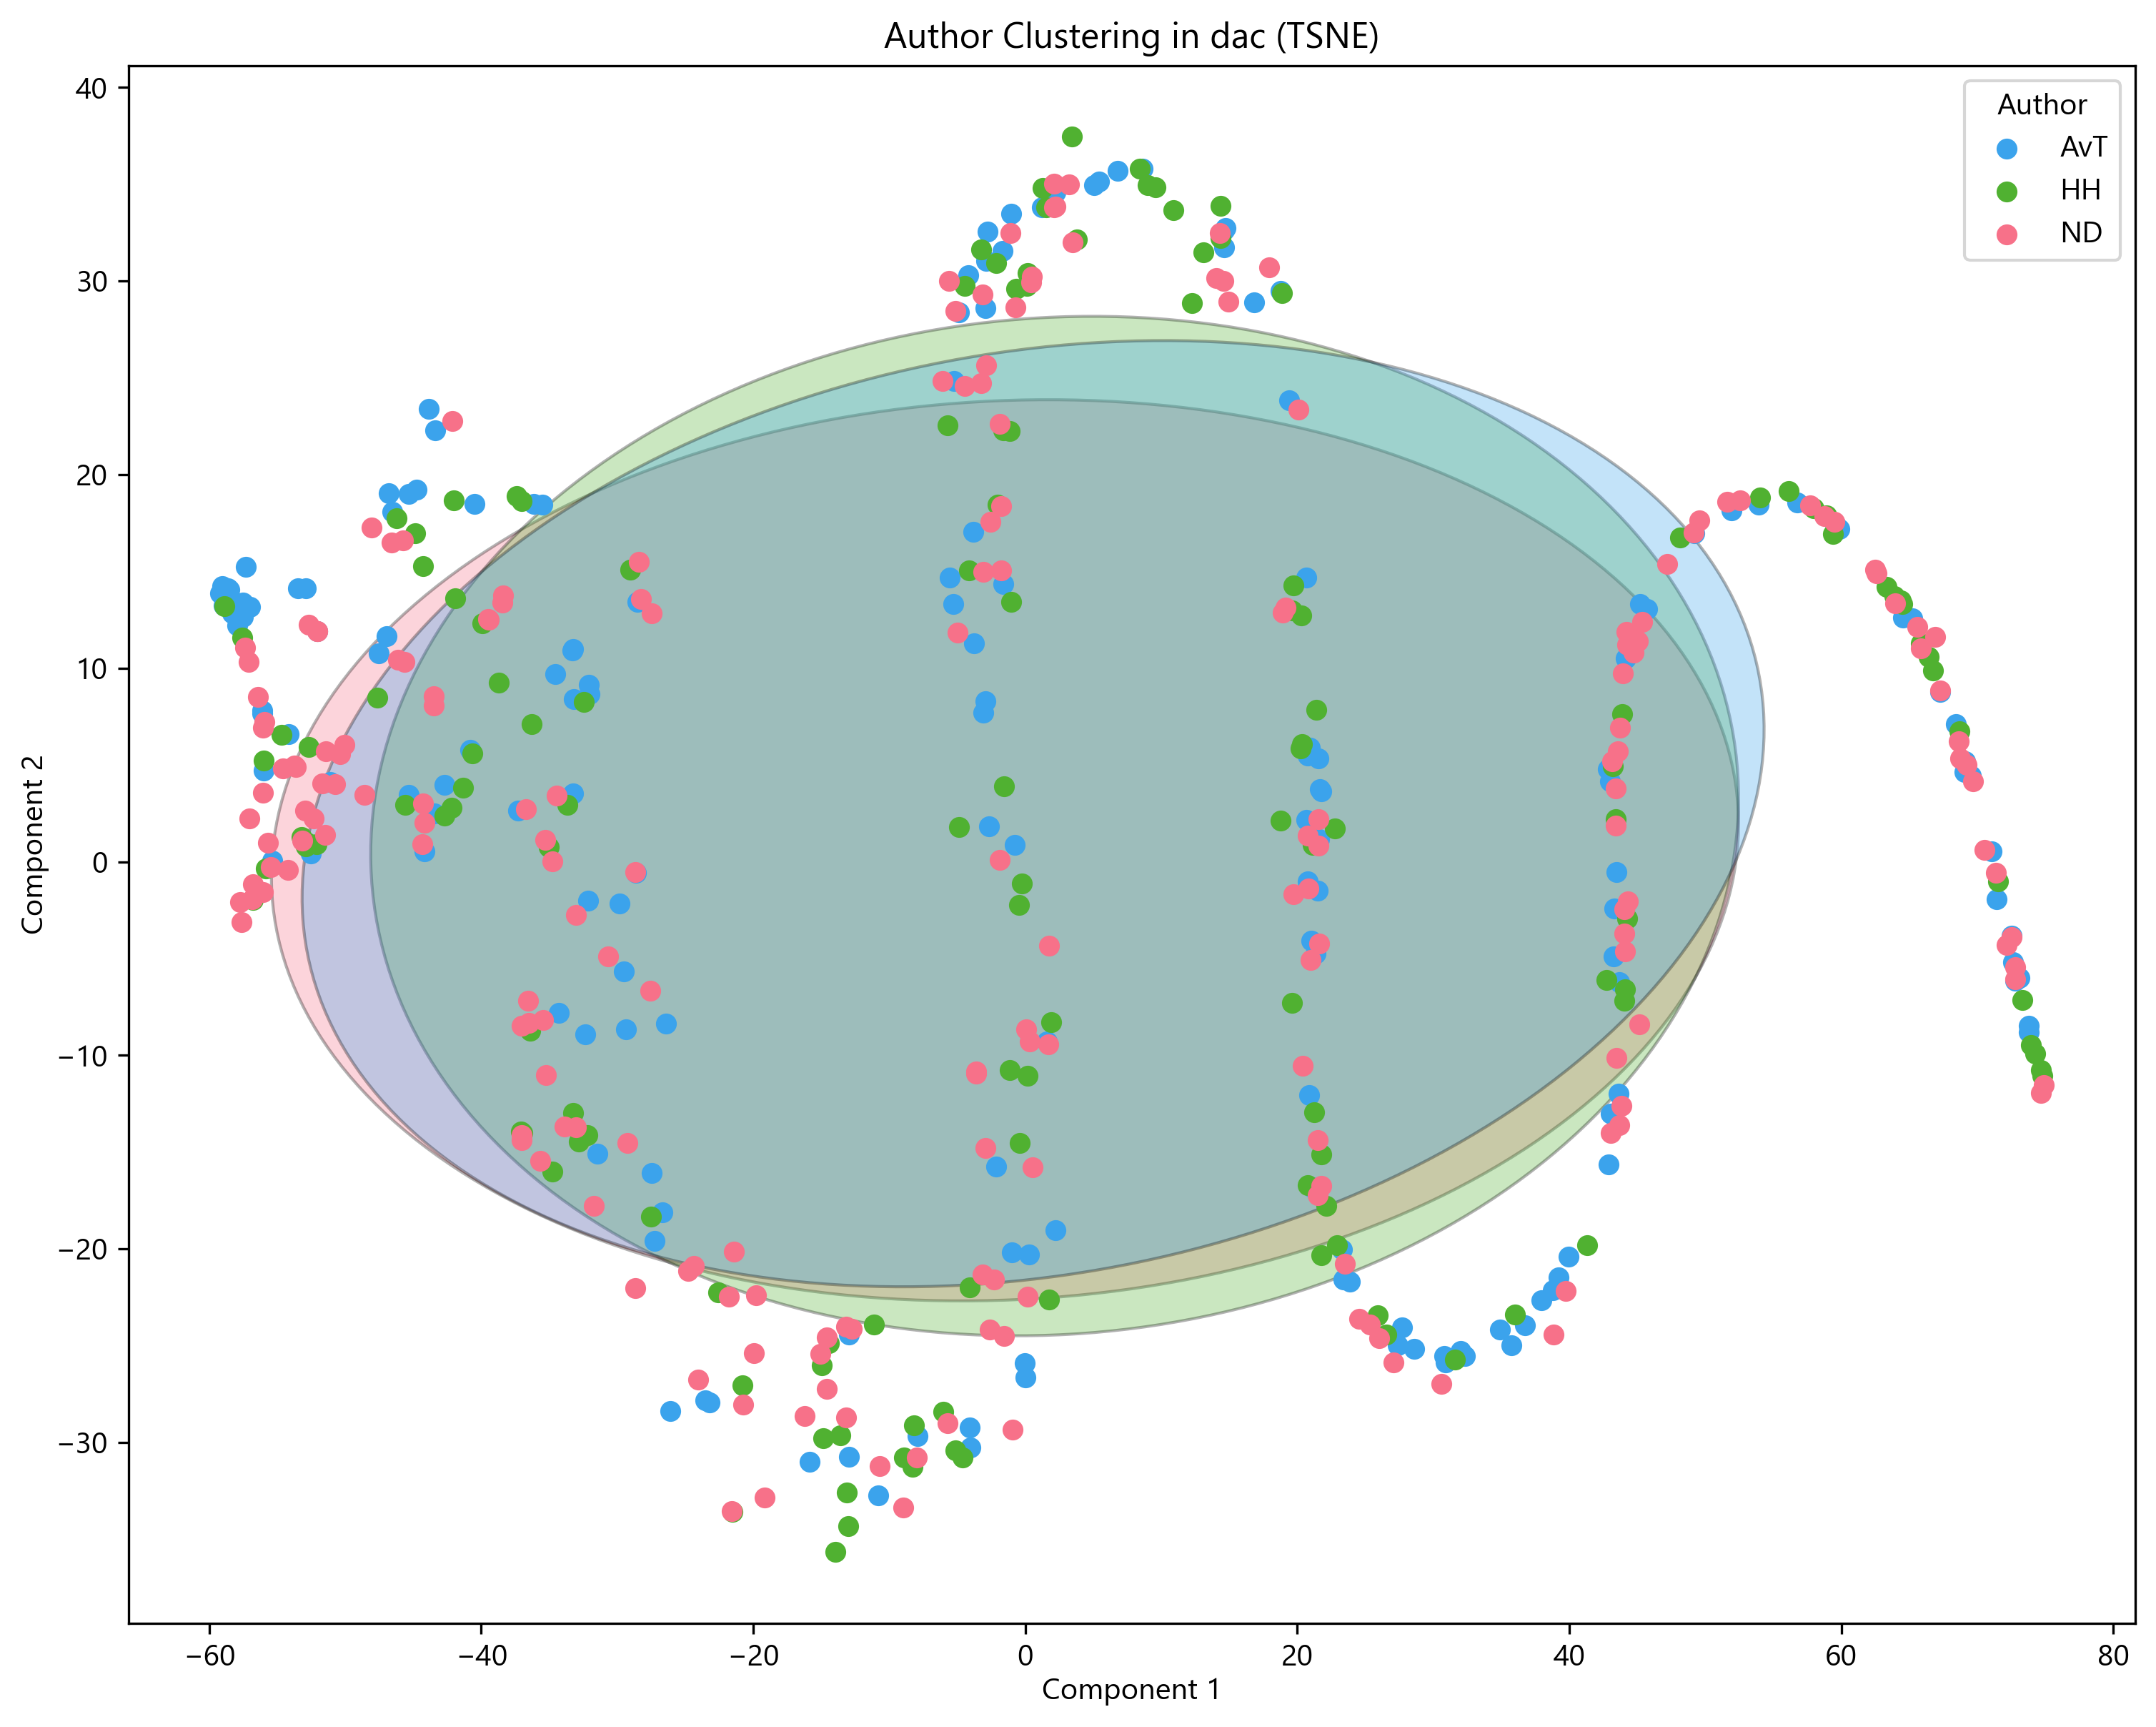 Author Clustering in dac (TSNE)
Author
AvT
HH
ND
Component 2
40
30
20
10
0
−10
−20
−30
−60
−40
−20
0
20
40
60
80
Component 1